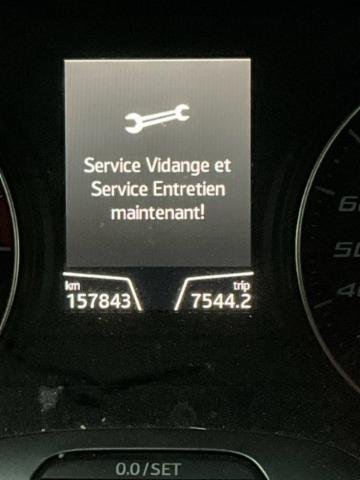 Service Vidange et
Service Entretien
maintenant!
km
trip
157843
7544.2
0.0/SET